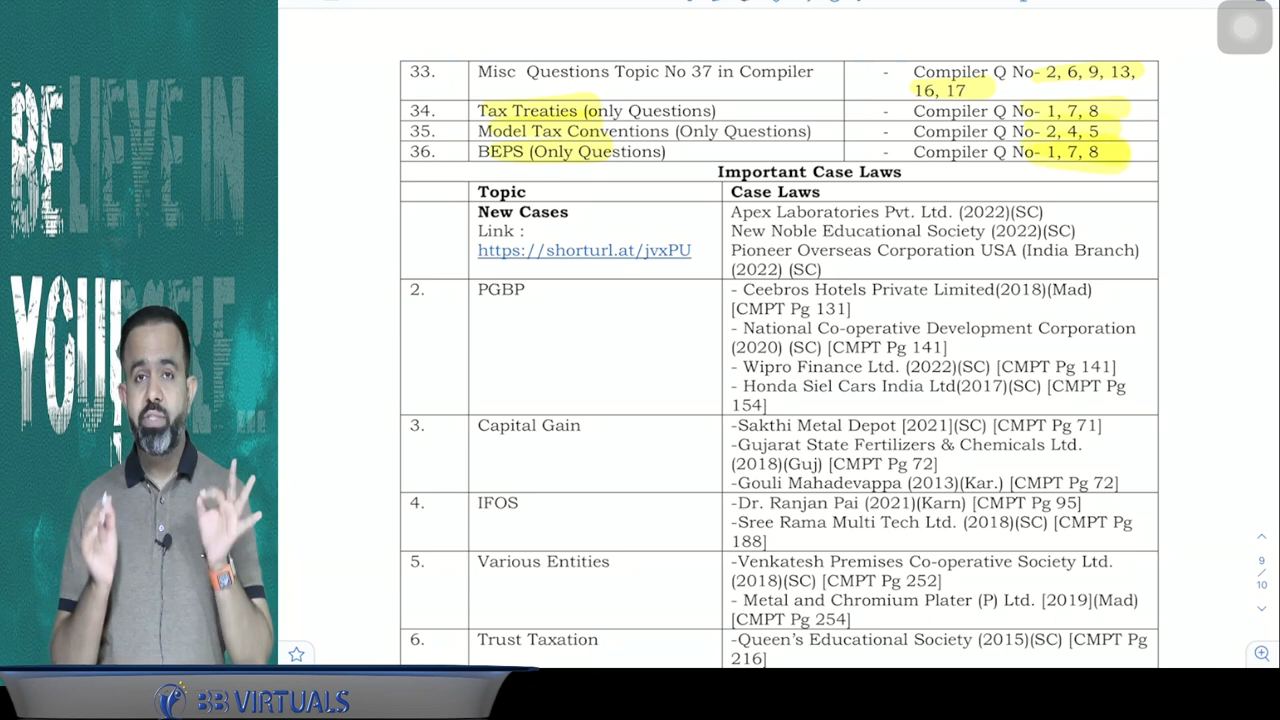 BELIEVE IN
YOURSELF...
33. Misc Questions Topic No 37 in Compiler - Compiler Q No- 2, 6, 9, 13,
16, 17
34. Tax Treaties (only Questions) - Compiler Q No- 1, 7, 8
35. Model Tax Conventions (Only Questions) - Compiler Q No- 2, 4, 5
36. BEPS (Only Questions) - Compiler Q No- 1, 7, 8
Important Case Laws
Topic Case Laws
New Cases Apex Laboratories Pvt. Ltd. (2022)(SC)
Link : New Noble Educational Society (2022)(SC)
https://shorturl.at/jvxPU Pioneer Overseas Corporation USA (India Branch)
(2022) (SC)
2. PGBP - Ceebros Hotels Private Limited(2018)(Mad)
[CMPT Pg 131]
- National Co-operative Development Corporation
(2020) (SC) [CMPT Pg 141]
- Wipro Finance Ltd. (2022)(SC) [CMPT Pg 141]
- Honda Siel Cars India Ltd(2017)(SC) [CMPT Pg
154]
3. Capital Gain -Sakthi Metal Depot [2021](SC) [CMPT Pg 71]
-Gujarat State Fertilizers & Chemicals Ltd.
(2018)(Guj) [CMPT Pg 72]
-Gouli Mahadevappa (2013)(Kar.) [CMPT Pg 72]
4. IFOS -Dr. Ranjan Pai (2021)(Karn) [CMPT Pg 95]
-Sree Rama Multi Tech Ltd. (2018)(SC) [CMPT Pg
188]
5. Various Entities -Venkatesh Premises Co-operative Society Ltd.
(2018)(SC) [CMPT Pg 252]
- Metal and Chromium Plater (P) Ltd. [2019](Mad)
[CMPT Pg 254]
6. Trust Taxation -Queen's Educational Society (2015)(SC) [CMPT Pg
216]
9
/
10
BB VIRTUALS